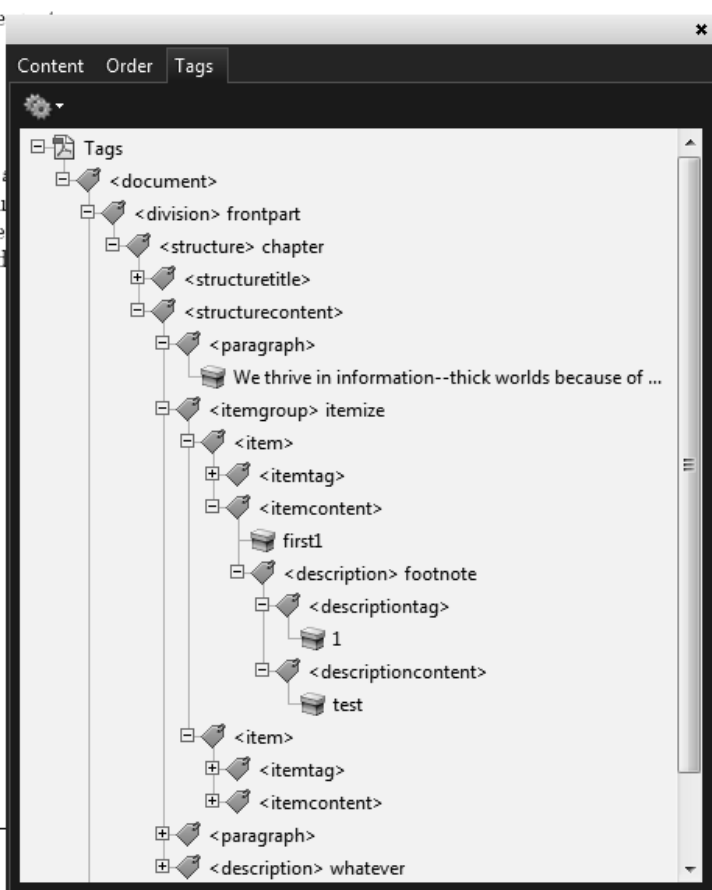 Content Order Tags
Tags
<document>
<division> frontpart
<structure> chapter
<structuretitle>
<structurecontent>
<paragraph>
We thrive in information--thick worlds because of ...
<itemgroup> itemize
<item>
<itemtag>
<itemcontent>
first1
<description> footnote
<descriptiontag>
1
<descriptioncontent>
test
<item>
<itemtag>
<itemcontent>
<paragraph>
<description> whatever